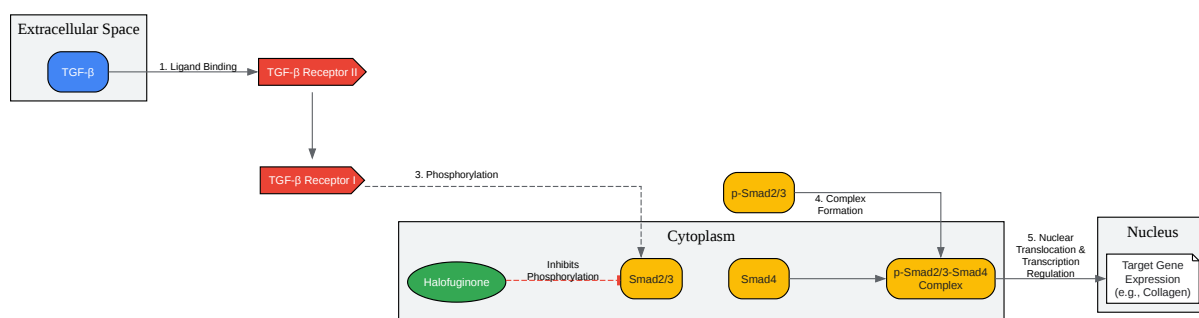 Extracellular Space
TGF-β
1. Ligand Binding
TGF-β Receptor II
TGF-β Receptor I
3. Phosphorylation
p-Smad2/3
4. Complex
Formation
Cytoplasm
Halofuginone
Inhibits
Phosphorylation
Smad2/3
Smad4
p-Smad2/3-Smad4
Complex
5. Nuclear
Translocation &
Transcription
Regulation
Nucleus
Target Gene
Expression
(e.g., Collagen)